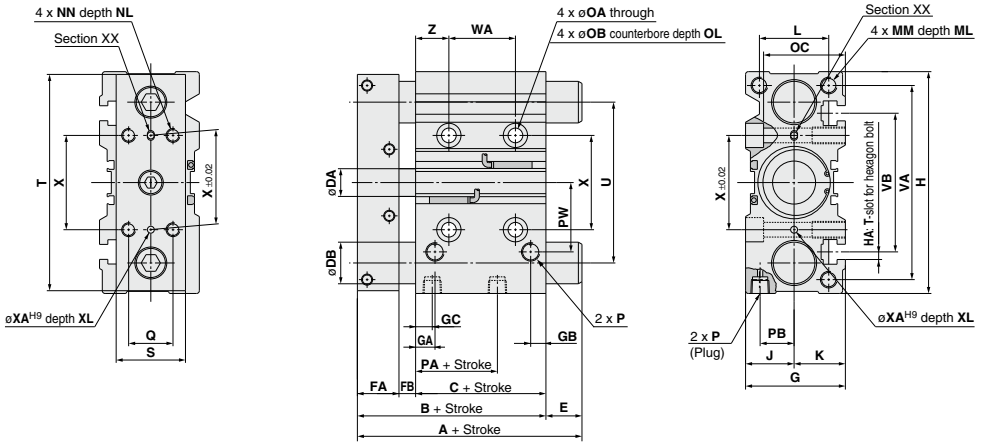 4 x NN depth NL
Section XX
T
X
X ±0.02
øXAH9 depth XL
Q
S
Z
WA
4 x øOA through
4 x øOB counterbore depth OL
øDA
øDB
PW
X
U
GC
GA
GB
2 x P
PA + Stroke
FA
FB
C + Stroke
B + Stroke
E
A + Stroke
Section XX
L
4 x MM depth ML
OC
X ±0.02
HA: T-slot for hexagon bolt
VB
VA
H
øXAH9 depth XL
2 x P
(Plug)
PB
J
K
G